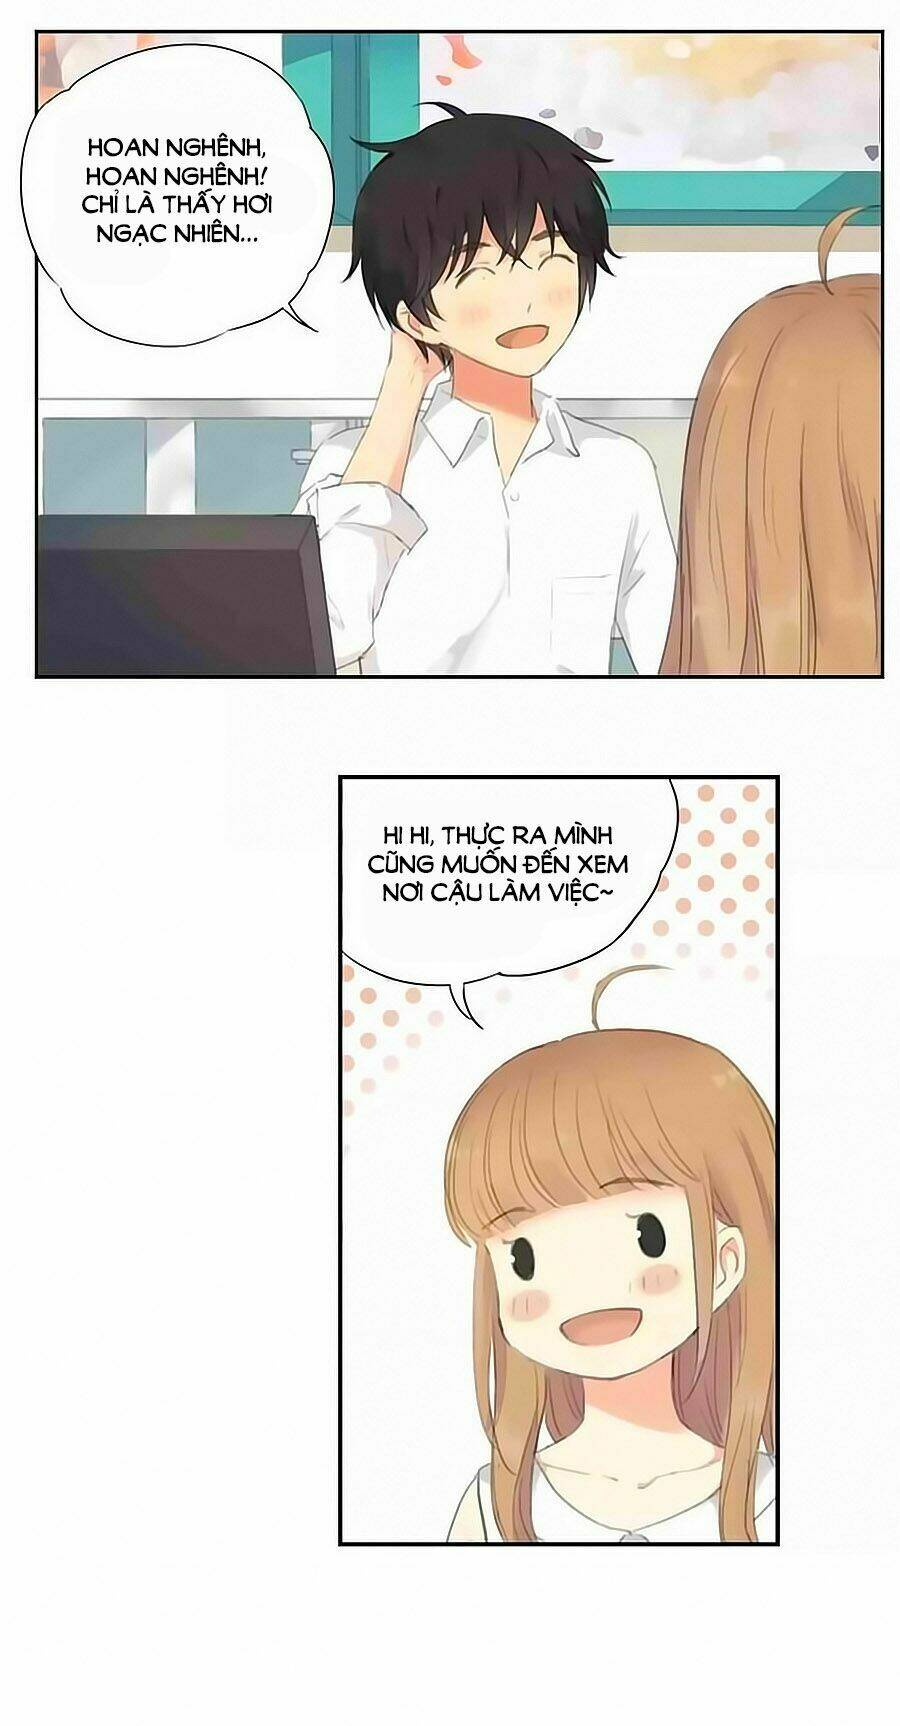 HOAN NGHÊNH,
HOAN NGHÊNH!
CHỈ LÀ THẤY HƠI
NGẠC NHIÊN...
HI HI, THỰC RA MÌNH
CŨNG MUỐN ĐẾN XEM
NƠI CẬU LÀM VIỆC~